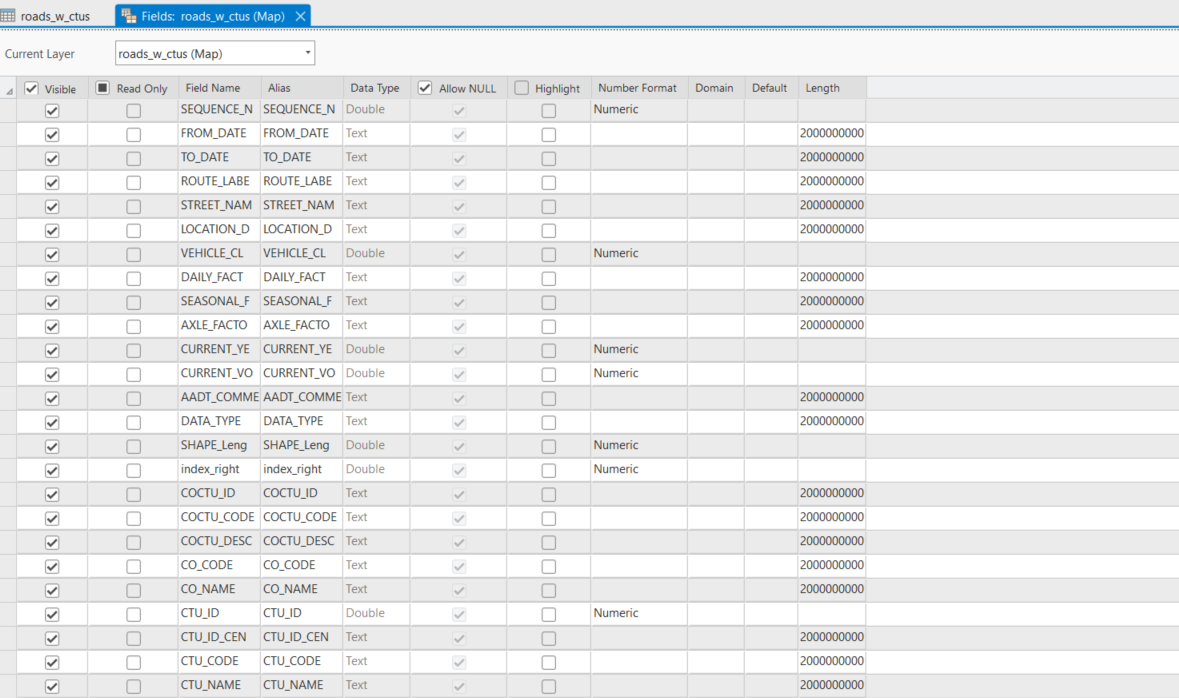 roads_w_ctus Fields: roads_w_ctus (Map)
Current Layer roads_w_ctus (Map)
Visible Read Only Field Name Alias Data Type Allow NULL Highlight Number Format Domain Default Length
SEQUENCE_N SEQUENCE_N Double Numeric
FROM_DATE FROM_DATE Text 2000000000
TO_DATE TO_DATE Text 2000000000
ROUTE_LABE ROUTE_LABE Text 2000000000
STREET_NAM STREET_NAM Text 2000000000
LOCATION_D LOCATION_D Text 2000000000
VEHICLE_CL VEHICLE_CL Double Numeric
DAILY_FACT DAILY_FACT Text 2000000000
SEASONAL_F SEASONAL_F Text 2000000000
AXLE_FACTO AXLE_FACTO Text 2000000000
CURRENT_YE CURRENT_YE Double Numeric
CURRENT_VO CURRENT_VO Double Numeric
AADT_COMME AADT_COMME Text 2000000000
DATA_TYPE DATA_TYPE Text 2000000000
SHAPE_Leng SHAPE_Leng Double Numeric
index_right index_right Double Numeric
COCTU_ID COCTU_ID Text 2000000000
COCTU_CODE COCTU_CODE Text 2000000000
COCTU_DESC COCTU_DESC Text 2000000000
CO_CODE CO_CODE Text 2000000000
CO_NAME CO_NAME Text 2000000000
CTU_ID CTU_ID Double Numeric
CTU_ID_CEN CTU_ID_CEN Text 2000000000
CTU_CODE CTU_CODE Text 2000000000
CTU_NAME CTU_NAME Text 2000000000